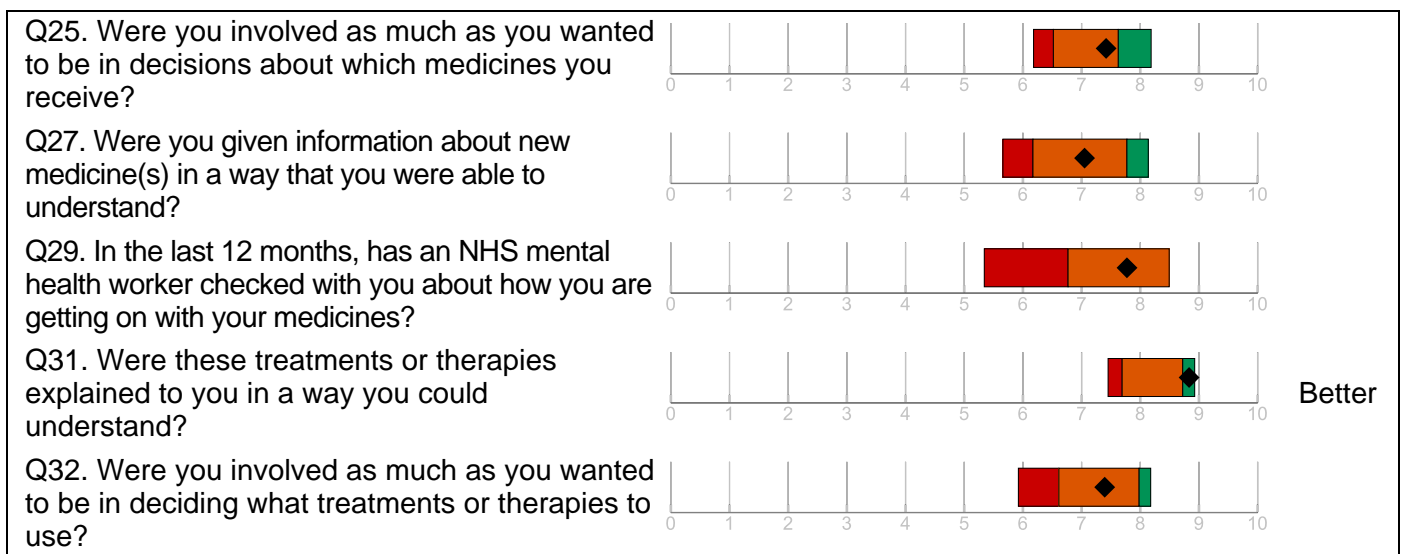 Q25. Were you involved as much as you wanted
to be in decisions about which medicines you
receive?
0 1 2 3 4 5 6 7 8 9 10
Q27. Were you given information about new
medicine(s) in a way that you were able to
understand?
0 1 2 3 4 5 6 7 8 9 10
Q29. In the last 12 months, has an NHS mental
health worker checked with you about how you are
getting on with your medicines?
0 1 2 3 4 5 6 7 8 9 10
Q31. Were these treatments or therapies
explained to you in a way you could
understand?
0 1 2 3 4 5 6 7 8 9 10
Better
Q32. Were you involved as much as you wanted
to be in deciding what treatments or therapies to
use?
0 1 2 3 4 5 6 7 8 9 10